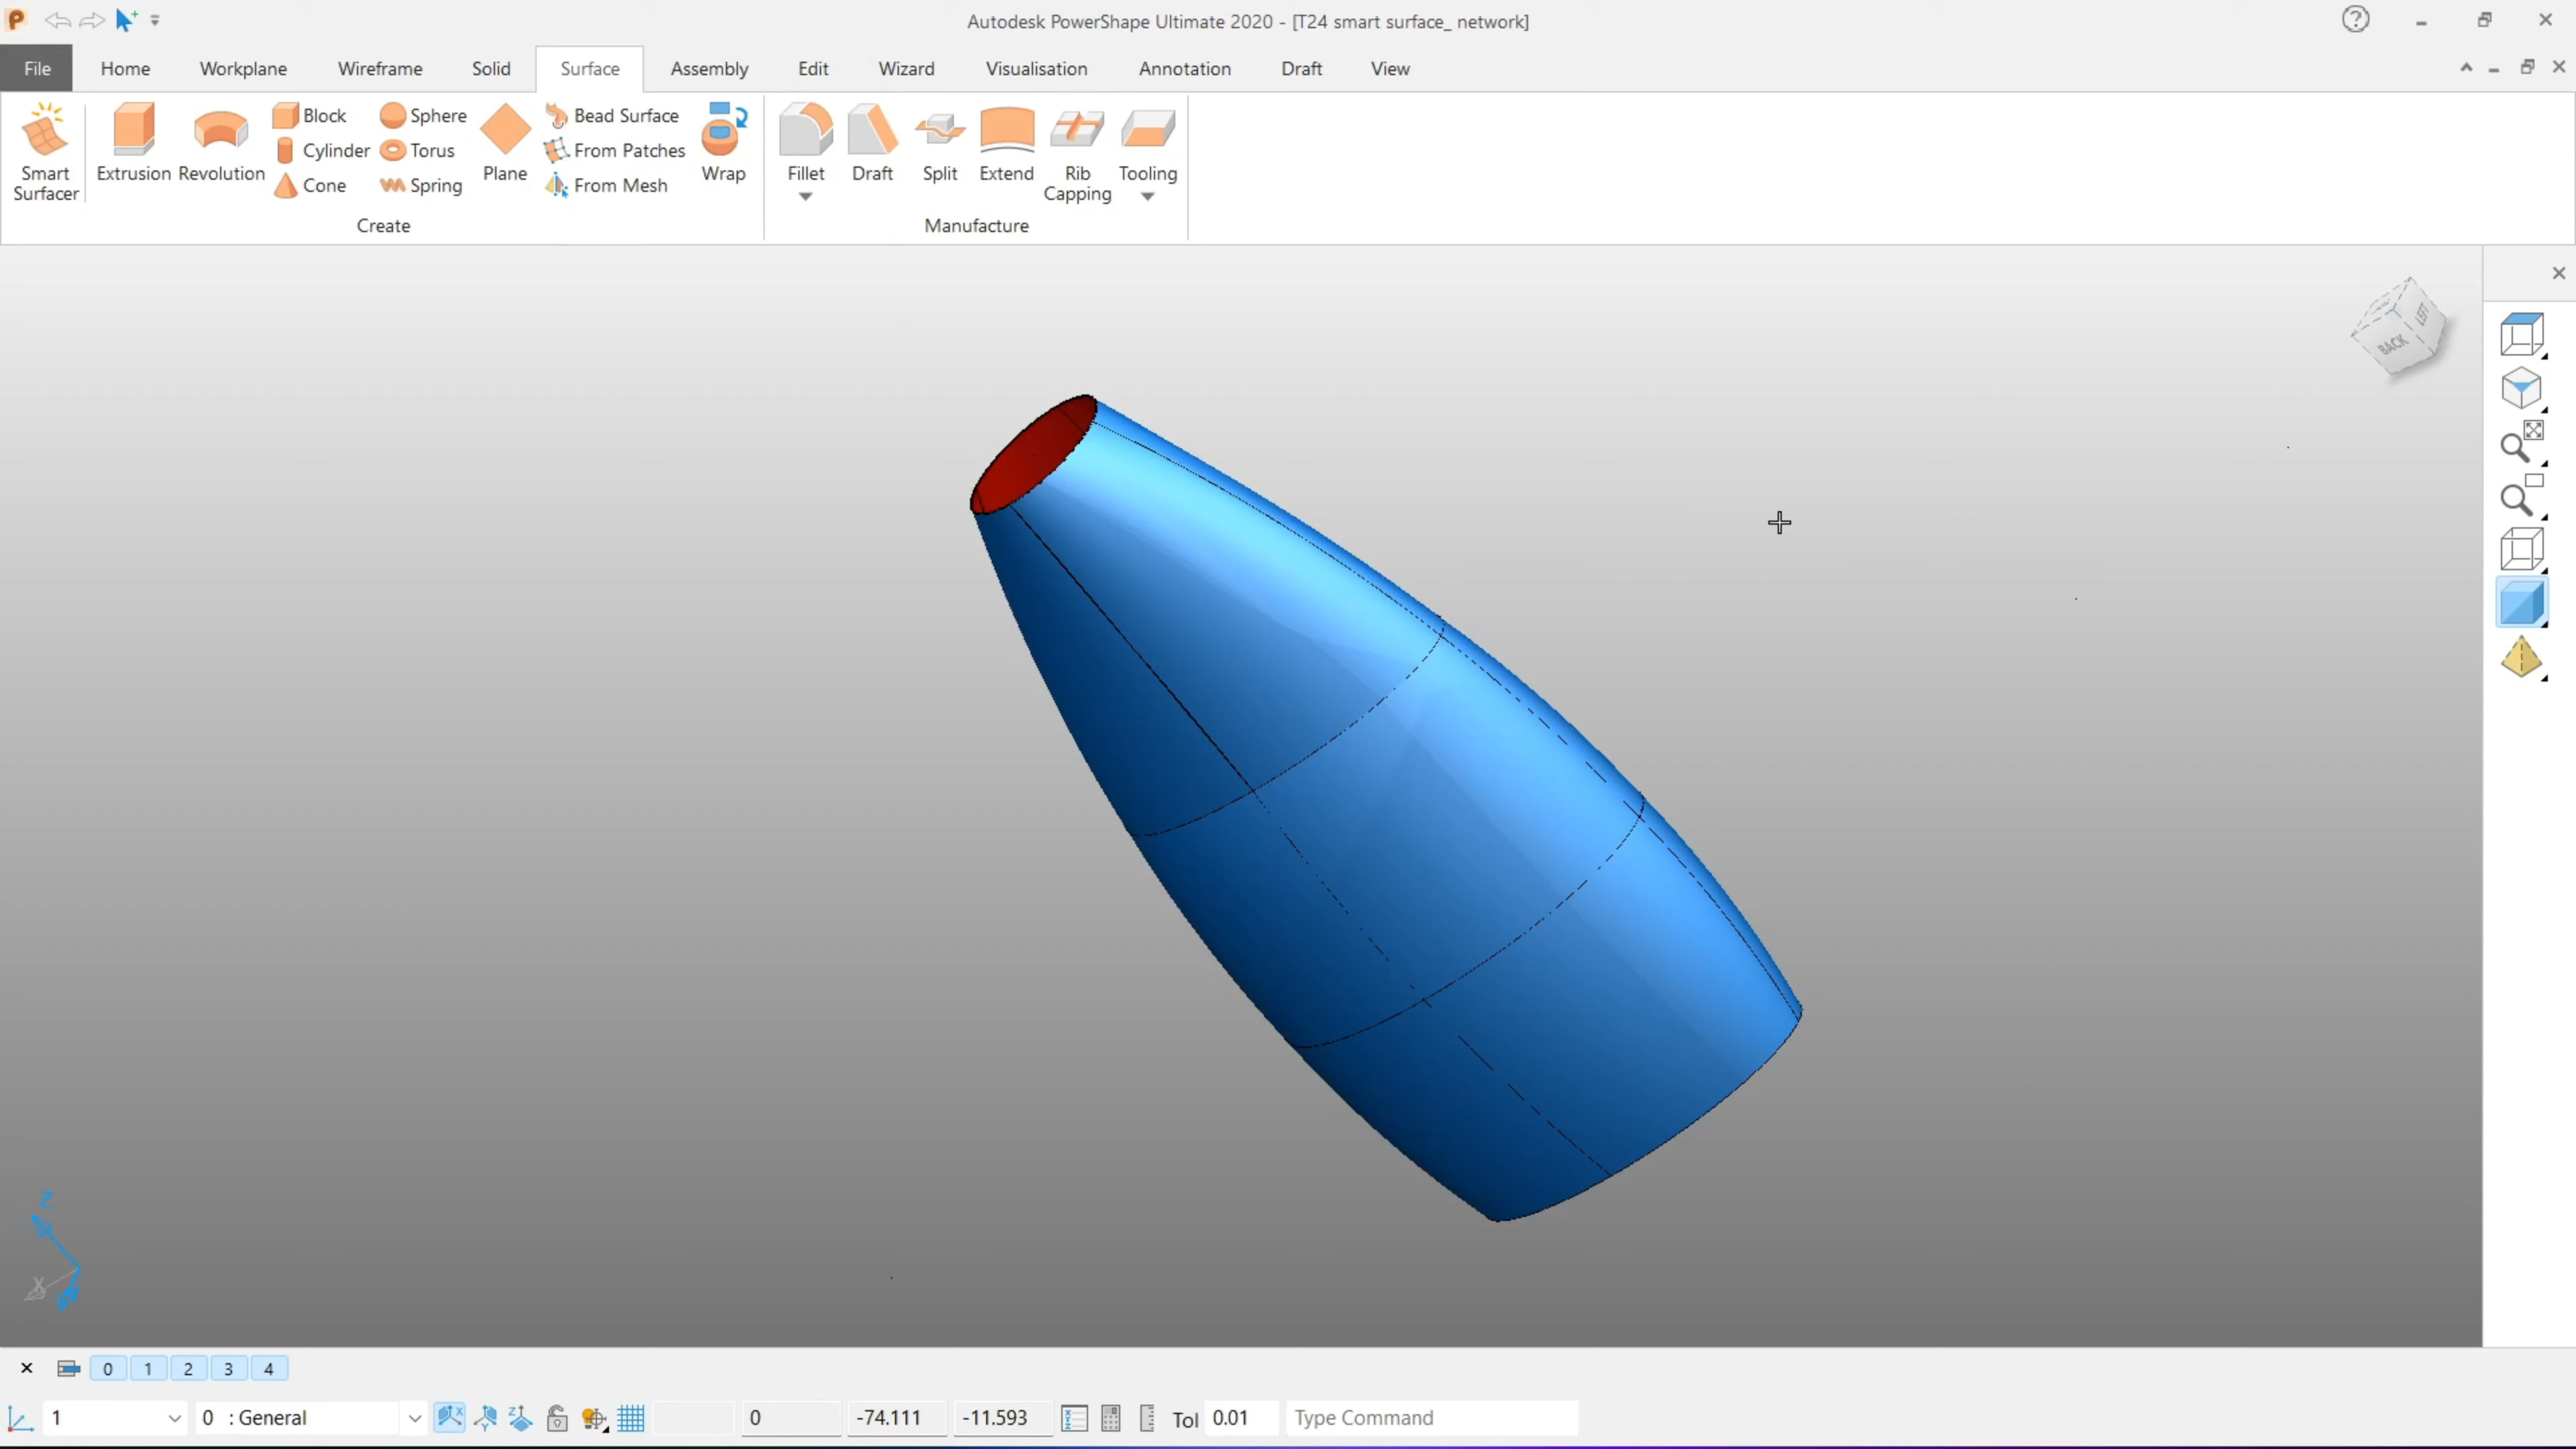 Autodesk PowerShape Ultimate 2020 - [T24 smart surface_ network]
File Home Workplane Wireframe Solid Surface Assembly Edit Wizard Visualisation Annotation Draft View
Smart Surfacer
Extrusion
Revolution
Block
Cylinder
Cone
Sphere
Torus
Spring
Plane
Bead Surface
From Patches
From Mesh
Wrap
Create
Fillet
Draft
Split
Extend
Rib Capping
Tooling
Manufacture
LEFT
BACK
Z
X
0 1 2 3 4
1 0 : General 0 -74.111 -11.593 Tol 0.01 Type Command